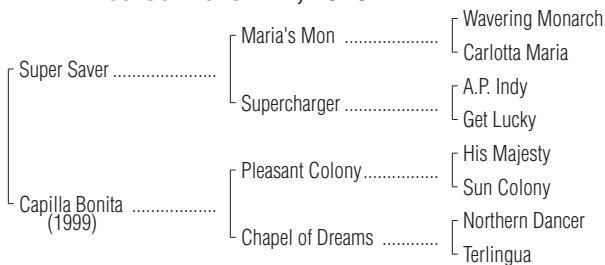 Wavering Monarch
Maria's Mon ...................
Carlotta Maria
Super Saver .....................
A.P. Indy
Supercharger ...................
Get Lucky
His Majesty
Pleasant Colony...............
Sun Colony
Capilla Bonita .................
(1999)
Northern Dancer
Chapel of Dreams ............
Terlingua